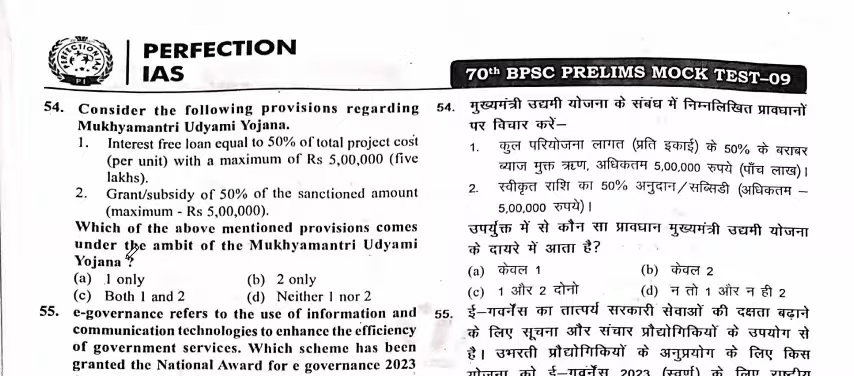 PERFECTION
IAS
70th BPSC PRELIMS MOCK TEST–09
54. Consider the following provisions regarding
Mukhyamantri Udyami Yojana.
1. Interest free loan equal to 50% of total project cost
(per unit) with a maximum of Rs 5,00,000 (five
lakhs).
2. Grant/subsidy of 50% of the sanctioned amount
(maximum - Rs 5,00,000).
Which of the above mentioned provisions comes
under the ambit of the Mukhyamantri Udyami
Yojana ?
(a) 1 only (b) 2 only
(c) Both 1 and 2 (d) Neither 1 nor 2
55. e-governance refers to the use of information and
communication technologies to enhance the efficiency
of government services. Which scheme has been
granted the National Award for e governance 2023
54. मुख्यमंत्री उद्यमी योजना के संबंध में निम्नलिखित प्रावधानों
पर विचार करें–
1. कुल परियोजना लागत (प्रति इकाई) के 50% के बराबर
ब्याज मुक्त ऋण, अधिकतम 5,00,000 रुपये (पाँच लाख)।
2. स्वीकृत राशि का 50% अनुदान/सब्सिडी (अधिकतम –
5,00,000 रुपये)।
उपर्युक्त में से कौन सा प्रावधान मुख्यमंत्री उद्यमी योजना
के दायरे में आता है?
(a) केवल 1 (b) केवल 2
(c) 1 और 2 दोनो (d) न तो 1 और न ही 2
55. ई–गवर्नेंस का तात्पर्य सरकारी सेवाओं की दक्षता बढ़ाने
के लिए सूचना और संचार प्रौद्योगिकियों के उपयोग से
है। उभरती प्रौद्योगिकियों के अनुप्रयोग के लिए किस
योजना को ई–गवर्नेंस 2023 (स्वर्ण) के लिए राष्ट्रीय